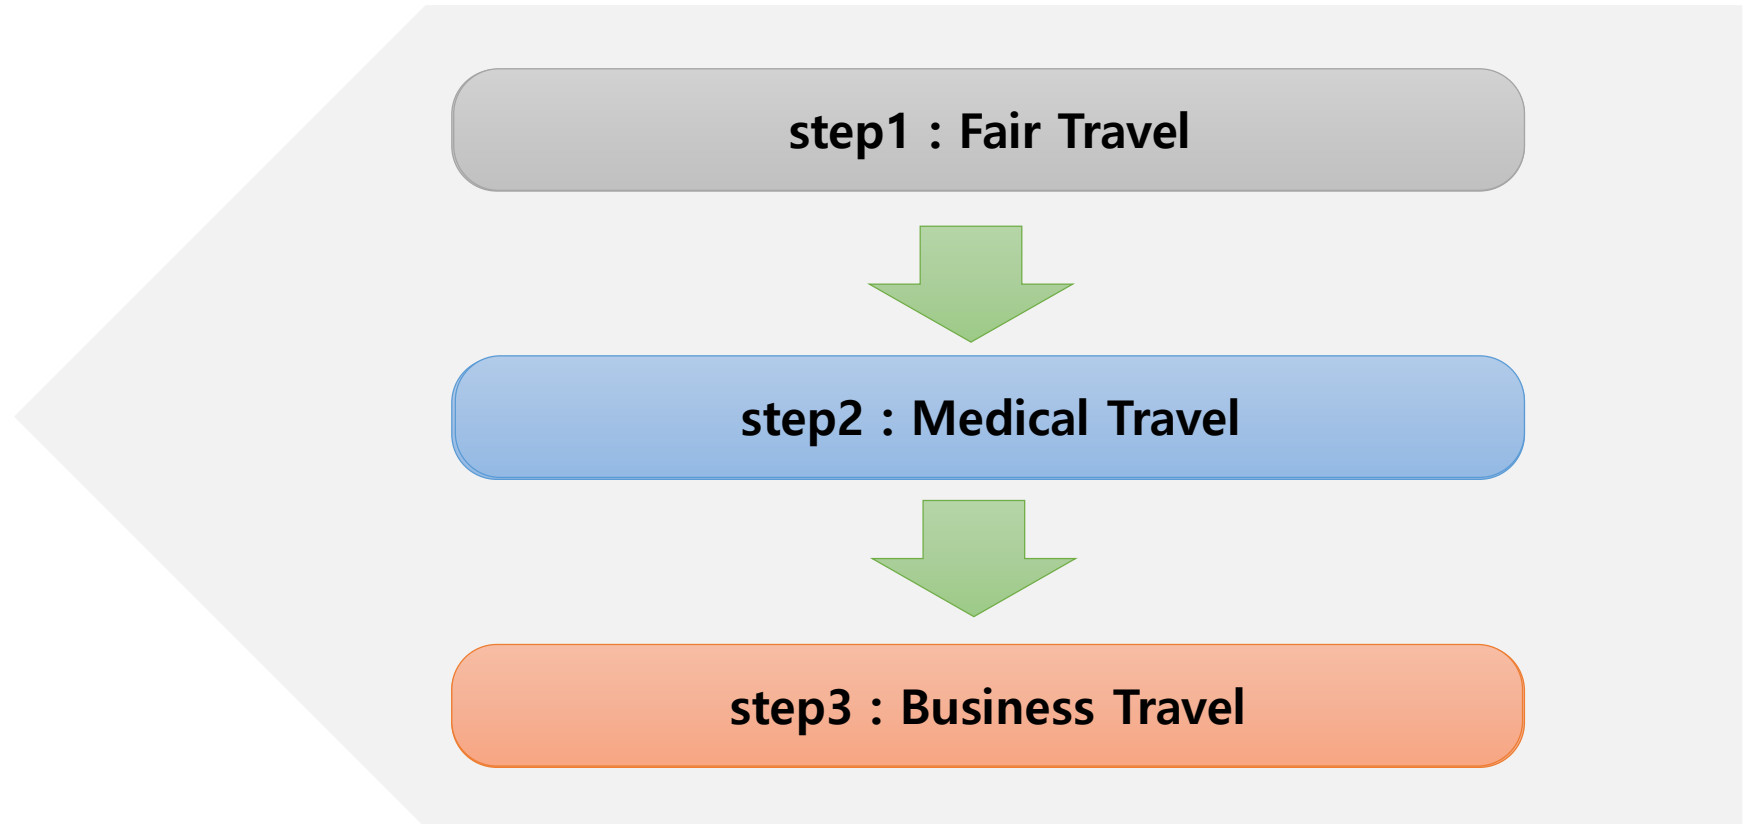 step1 : Fair Travel
step2 : Medical Travel
step3 : Business Travel